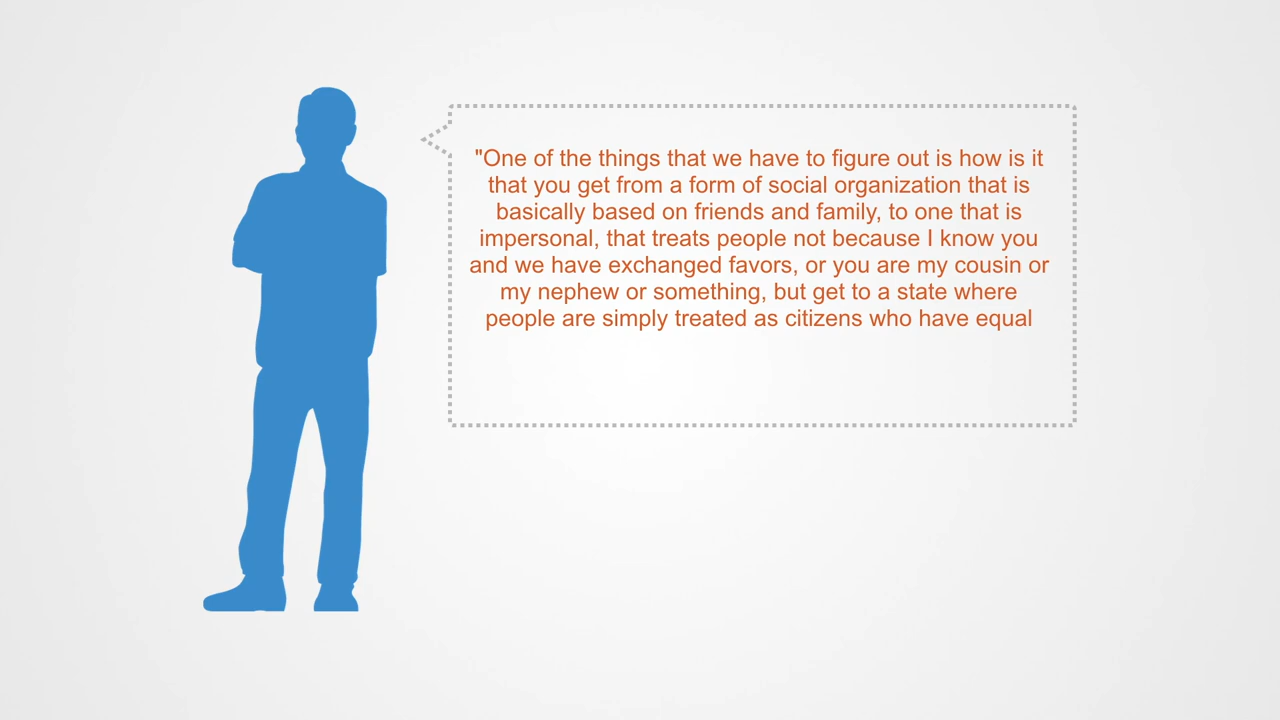 "One of the things that we have to figure out is how is it
that you get from a form of social organization that is
basically based on friends and family, to one that is
impersonal, that treats people not because I know you
and we have exchanged favors, or you are my cousin or
my nephew or something, but get to a state where
people are simply treated as citizens who have equal